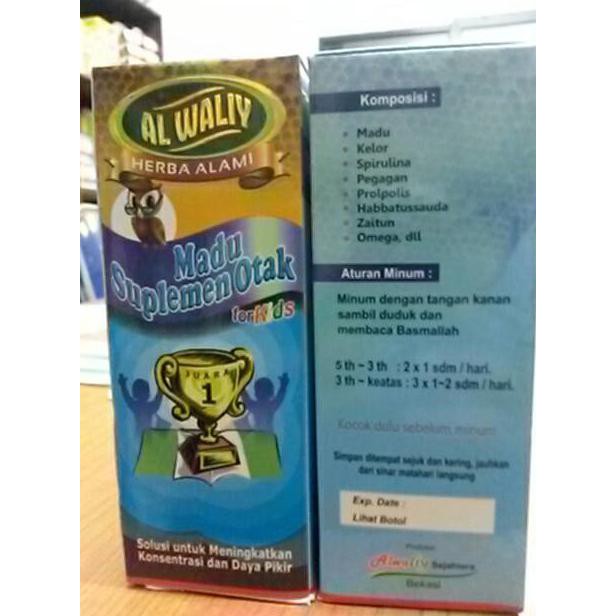 AL WALIY
HERBA ALAMI
Madu
Suplemen Otak
for Kids
JUARA
1
Solusi untuk Meningkatkan
Konsentrasi dan Daya Pikir
Komposisi :
Madu
Kelor
Spirulina
Pegagan
Prolpolis
Habbatussauda
Zaitun
Omega, dll
Aturan Minum :
Minum dengan tangan kanan
sambil duduk dan
membaca Basmallah
5 th ~ 3 th : 2 x 1 sdm / hari.
3 th ~ keatas : 3 x 1~2 sdm / hari.
Kocok dulu sebelum minum
Simpan ditempat sejuk dan kering, jauhkan
dari sinar matahari langsung
Exp. Date :
Lihat Botol
Produksi
Alwaliy Sejahtera
Bekasi